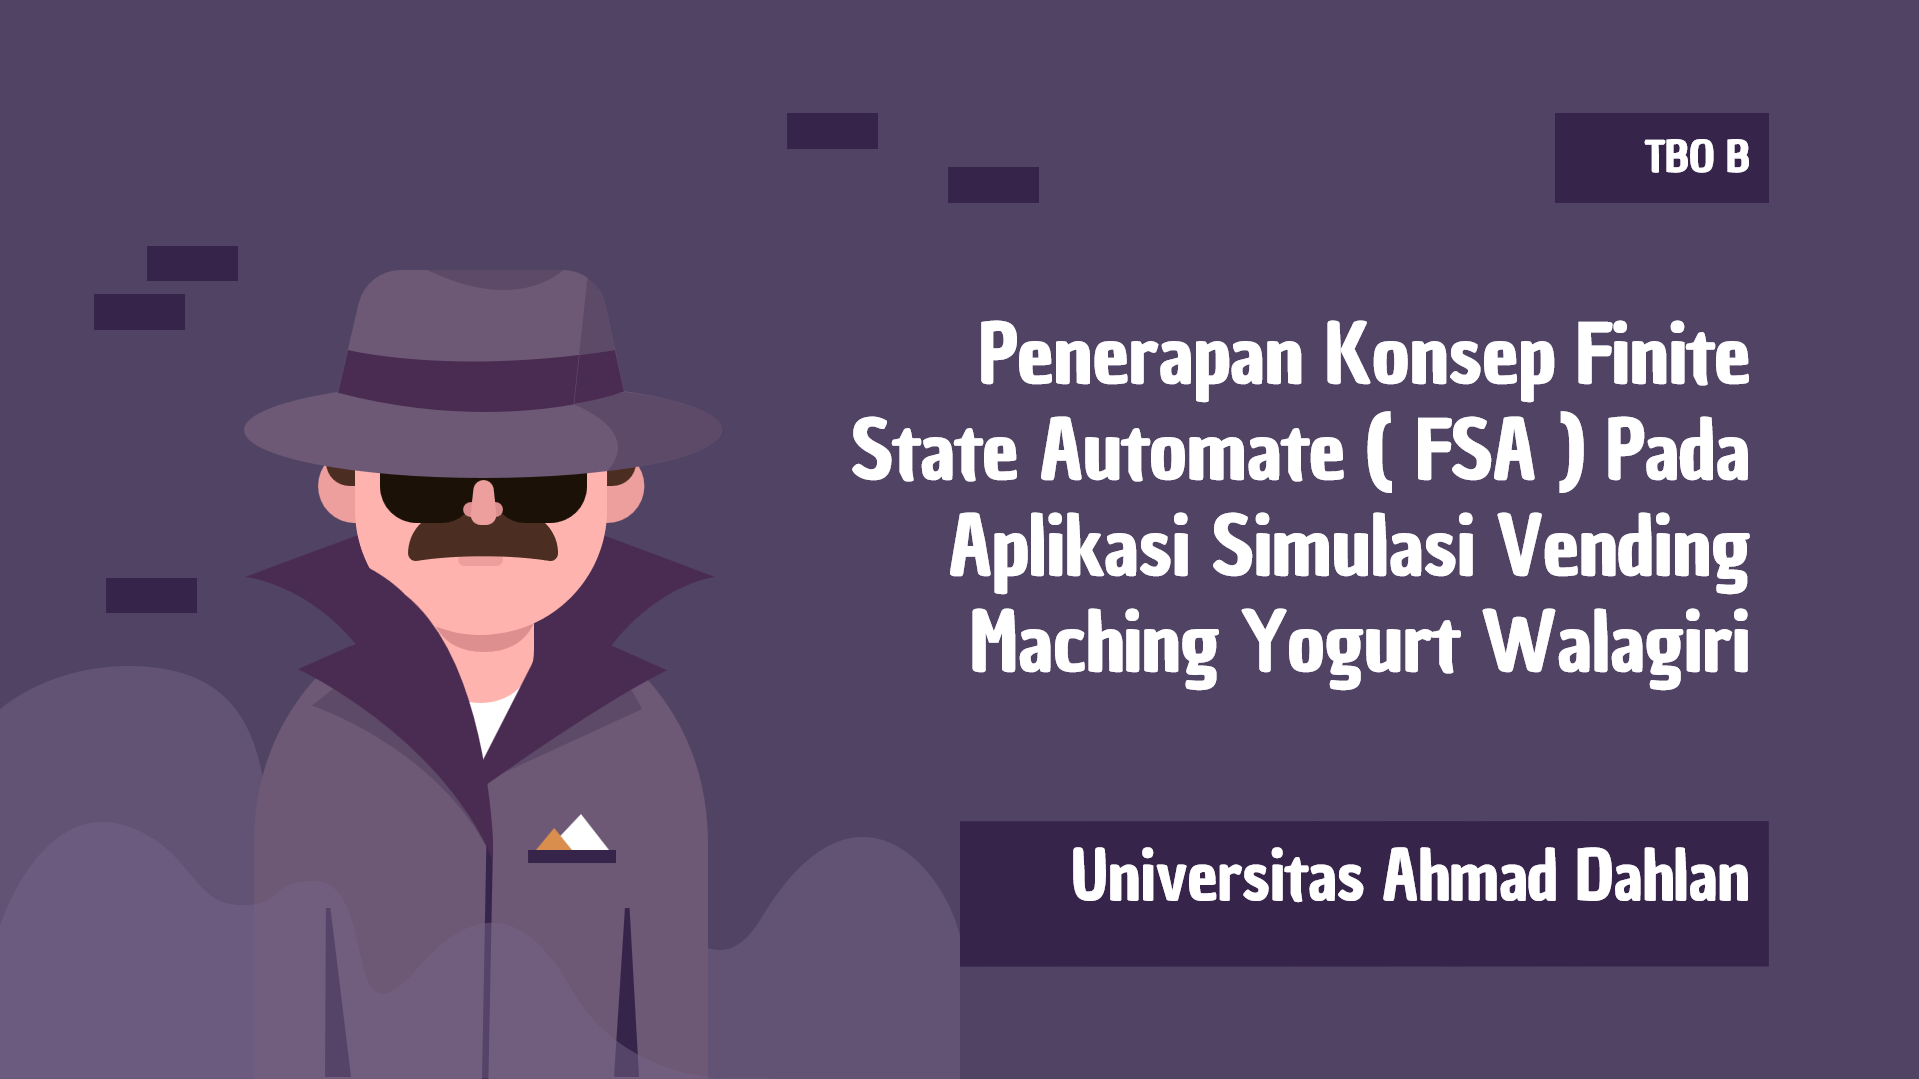 TBO B
Penerapan Konsep Finite
State Automate ( FSA ) Pada
Aplikasi Simulasi Vending
Maching Yogurt Walagiri
Universitas Ahmad Dahlan